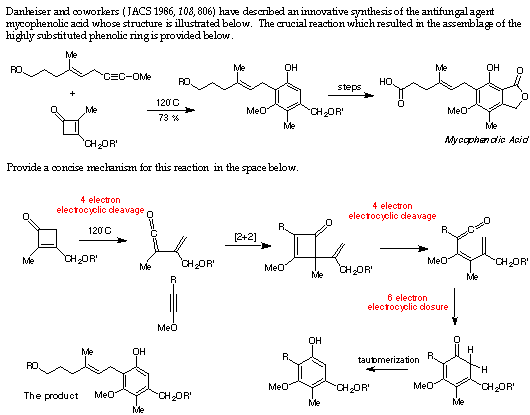 Danheiser and coworkers ( JACS 1986, 108, 806) have described an innovative synthesis of the antifungal agent
mycophenolic acid whose structure is illustrated below.  The crucial reaction which resulted in the assemblage of the
highly substituted phenolic ring is provided below.
Me
RO
C≡C—OMe
+
O
Me
CH2OR'
120°C
73 %
RO
Me
OH
MeO
CH2OR'
Me
steps
HO
O
Me
OH
O
O
MeO
Me
Mycophenolic Acid
Provide a concise mechanism for this reaction in the space below.
4 electron
electrocyclic cleavage
4 electron
electrocyclic cleavage
O
Me
CH2OR'
120°C
O
Me
CH2OR'
R
MeO
[2+2]
R
O
MeO
Me
CH2OR'
R
O
MeO
CH2OR'
Me
6 electron
electrocyclic closure
RO
Me
OH
MeO
CH2OR'
Me
The product
OH
R
MeO
CH2OR'
Me
tautomerization
O
R
H
H
MeO
CH2OR'
Me